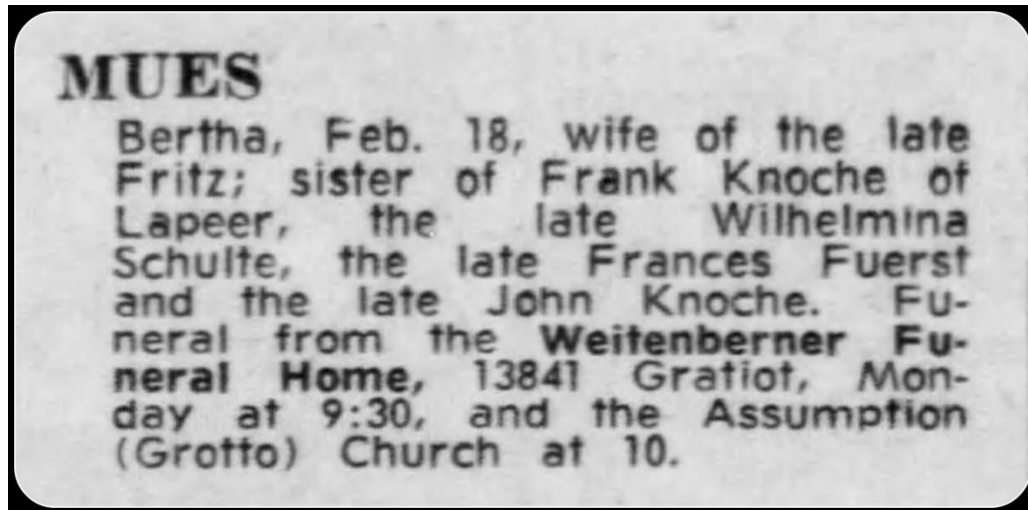 MUES
Bertha, Feb. 18, wife of the late
Fritz; sister of Frank Knoche of
Lapeer, the late Wilhelmina
Schulte, the late Frances Fuerst
and the late John Knoche. Fu-
neral from the Weitenberner Fu-
neral Home, 13841 Gratiot, Mon-
day at 9:30, and the Assumption
(Grotto) Church at 10.